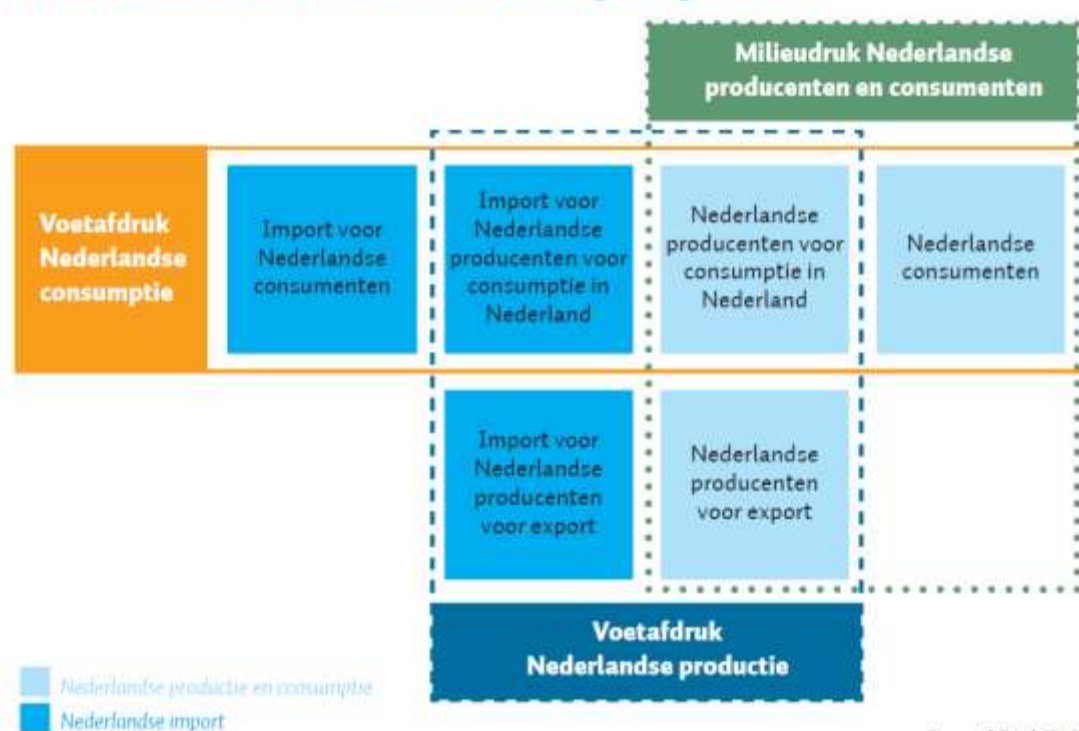 Milieudruk Nederlandse
producenten en consumenten
Voetafdruk
Nederlandse
consumptie
Import voor
Nederlandse
consumenten
Import voor
Nederlandse
producenten voor
consumptie in
Nederland
Nederlandse
producenten voor
consumptie in
Nederland
Nederlandse
consumenten
Import voor
Nederlandse
producenten
voor export
Nederlandse
producenten
voor export
Voetafdruk
Nederlandse productie
Nederlandse productie en consumptie
Nederlandse import